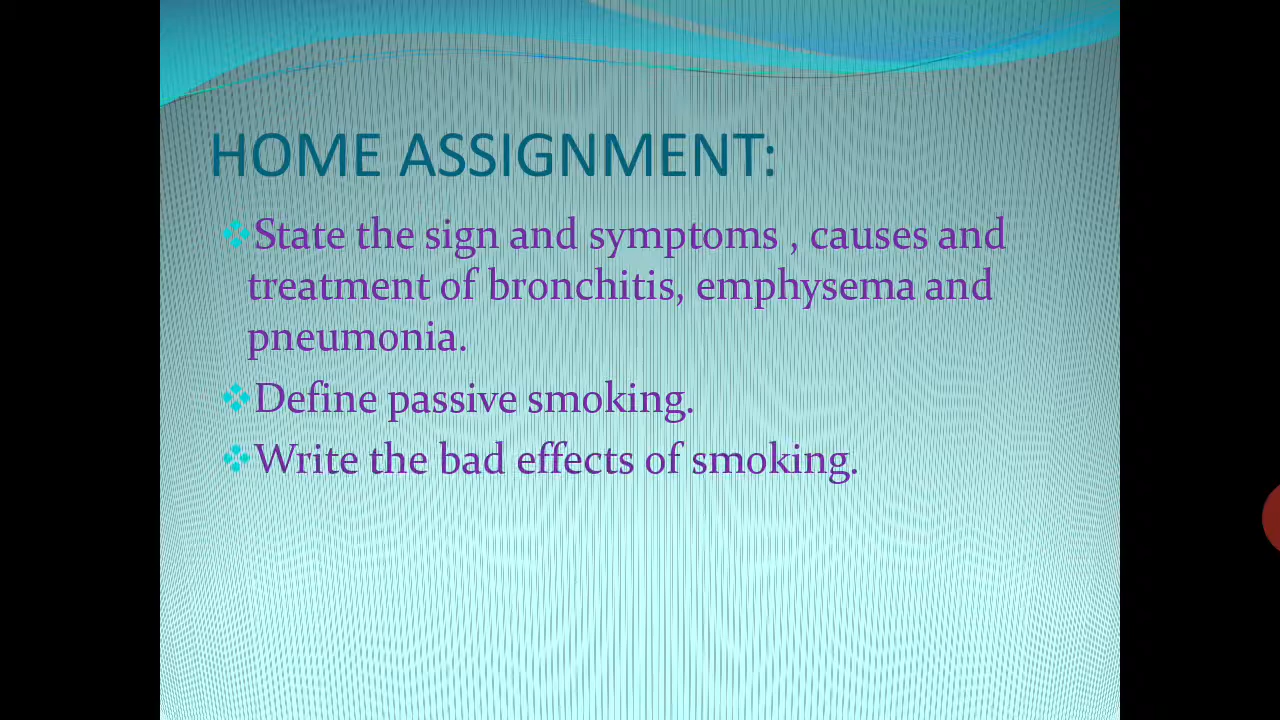 HOME ASSIGNMENT:
State the sign and symptoms , causes and
treatment of bronchitis, emphysema and
pneumonia.
Define passive smoking.
Write the bad effects of smoking.